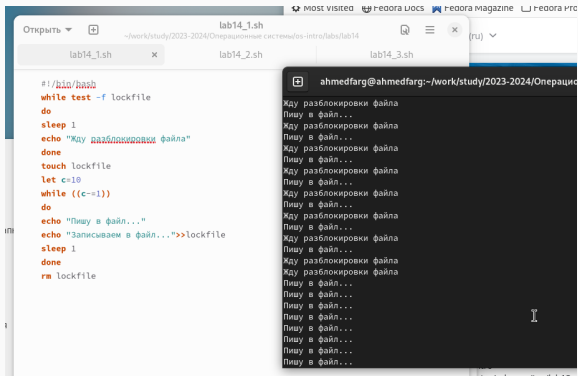 Most Visited Fedora Docs Fedora Magazine Fedora Pro
Открыть
lab14_1.sh
~/work/study/2023-2024/Операционные системы/os-intro/labs/lab14
(ru)
lab14_1.sh
lab14_2.sh
lab14_3.sh
#!/bin/bash
while test -f lockfile
do
sleep 1
echo "Жду разблокировки файла"
done
touch lockfile
let c=10
while ((c-=1))
do
echo "Пишу в файл..."
echo "Записываем в файл...">>lockfile
sleep 1
done
rm lockfile
ahmedfarg@ahmedfarg:~/work/study/2023-2024/Операцио
Жду разблокировки файла
Пишу в файл...
Жду разблокировки файла
Пишу в файл...
Жду разблокировки файла
Пишу в файл...
Жду разблокировки файла
Пишу в файл...
Жду разблокировки файла
Пишу в файл...
Жду разблокировки файла
Пишу в файл...
Жду разблокировки файла
Пишу в файл...
Жду разблокировки файла
Жду разблокировки файла
Пишу в файл...
Пишу в файл...
Пишу в файл...
Пишу в файл...
Пишу в файл...
Пишу в файл...
Пишу в файл...
Пишу в файл...